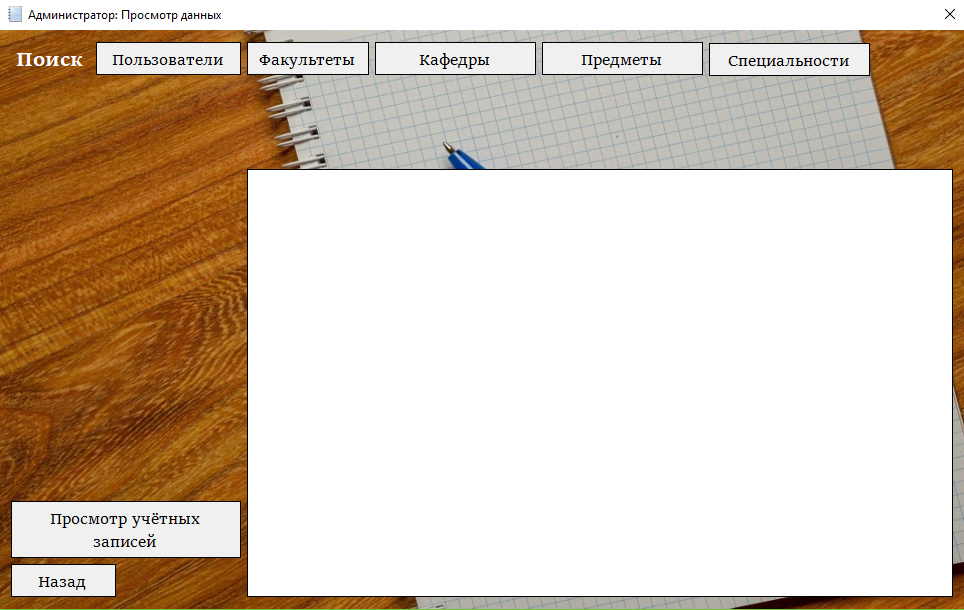 Администратор: Просмотр данных
Поиск Пользователи Факультеты Кафедры Предметы Специальности
Просмотр учётных
записей
Назад